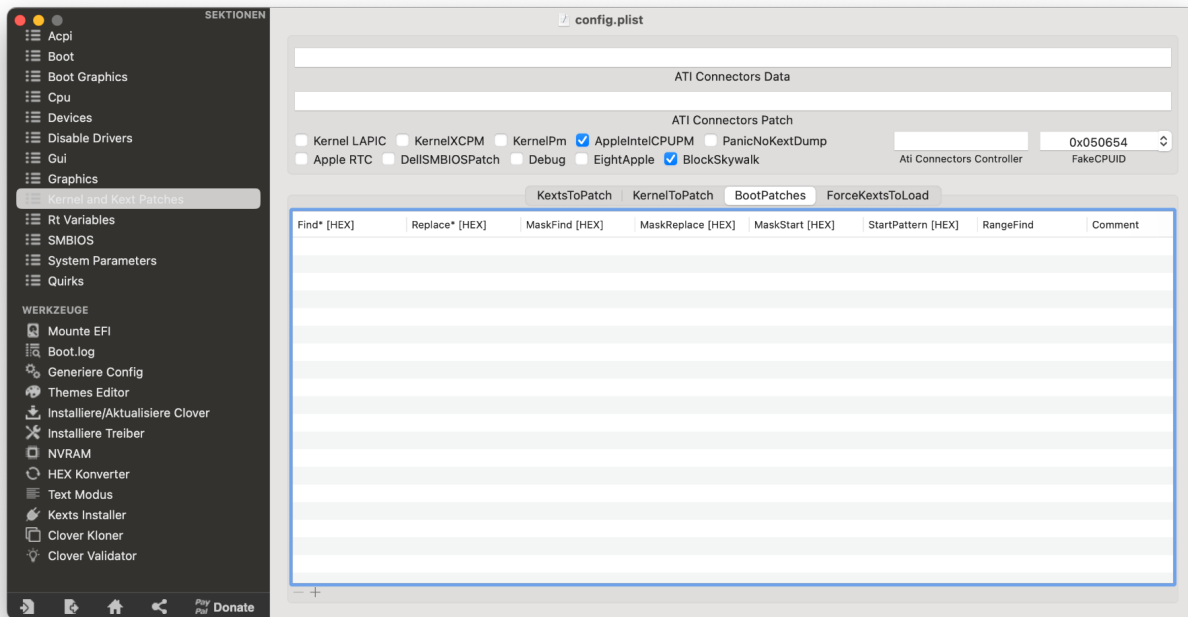 SEKTIONEN
Acpi
Boot
Boot Graphics
Cpu
Devices
Disable Drivers
Gui
Graphics
Kernel and Kext Patches
Rt Variables
SMBIOS
System Parameters
Quirks
WERKZEUGE
Mounte EFI
Boot.log
Generiere Config
Themes Editor
Installiere/Aktualisiere Clover
Installiere Treiber
NVRAM
HEX Konverter
Text Modus
Kexts Installer
Clover Kloner
Clover Validator
Pay Pal Donate
config.plist
ATI Connectors Data
ATI Connectors Patch
Kernel LAPIC KernelXCPM KernelPm AppleIntelCPUPM PanicNoKextDump
Apple RTC DellSMBIOSPatch Debug EightApple BlockSkywalk
Ati Connectors Controller
0x050654
FakeCPUID
KextsToPatch KernelToPatch BootPatches ForceKextsToLoad
Find* [HEX] Replace* [HEX] MaskFind [HEX] MaskReplace [HEX] MaskStart [HEX] StartPattern [HEX] RangeFind Comment